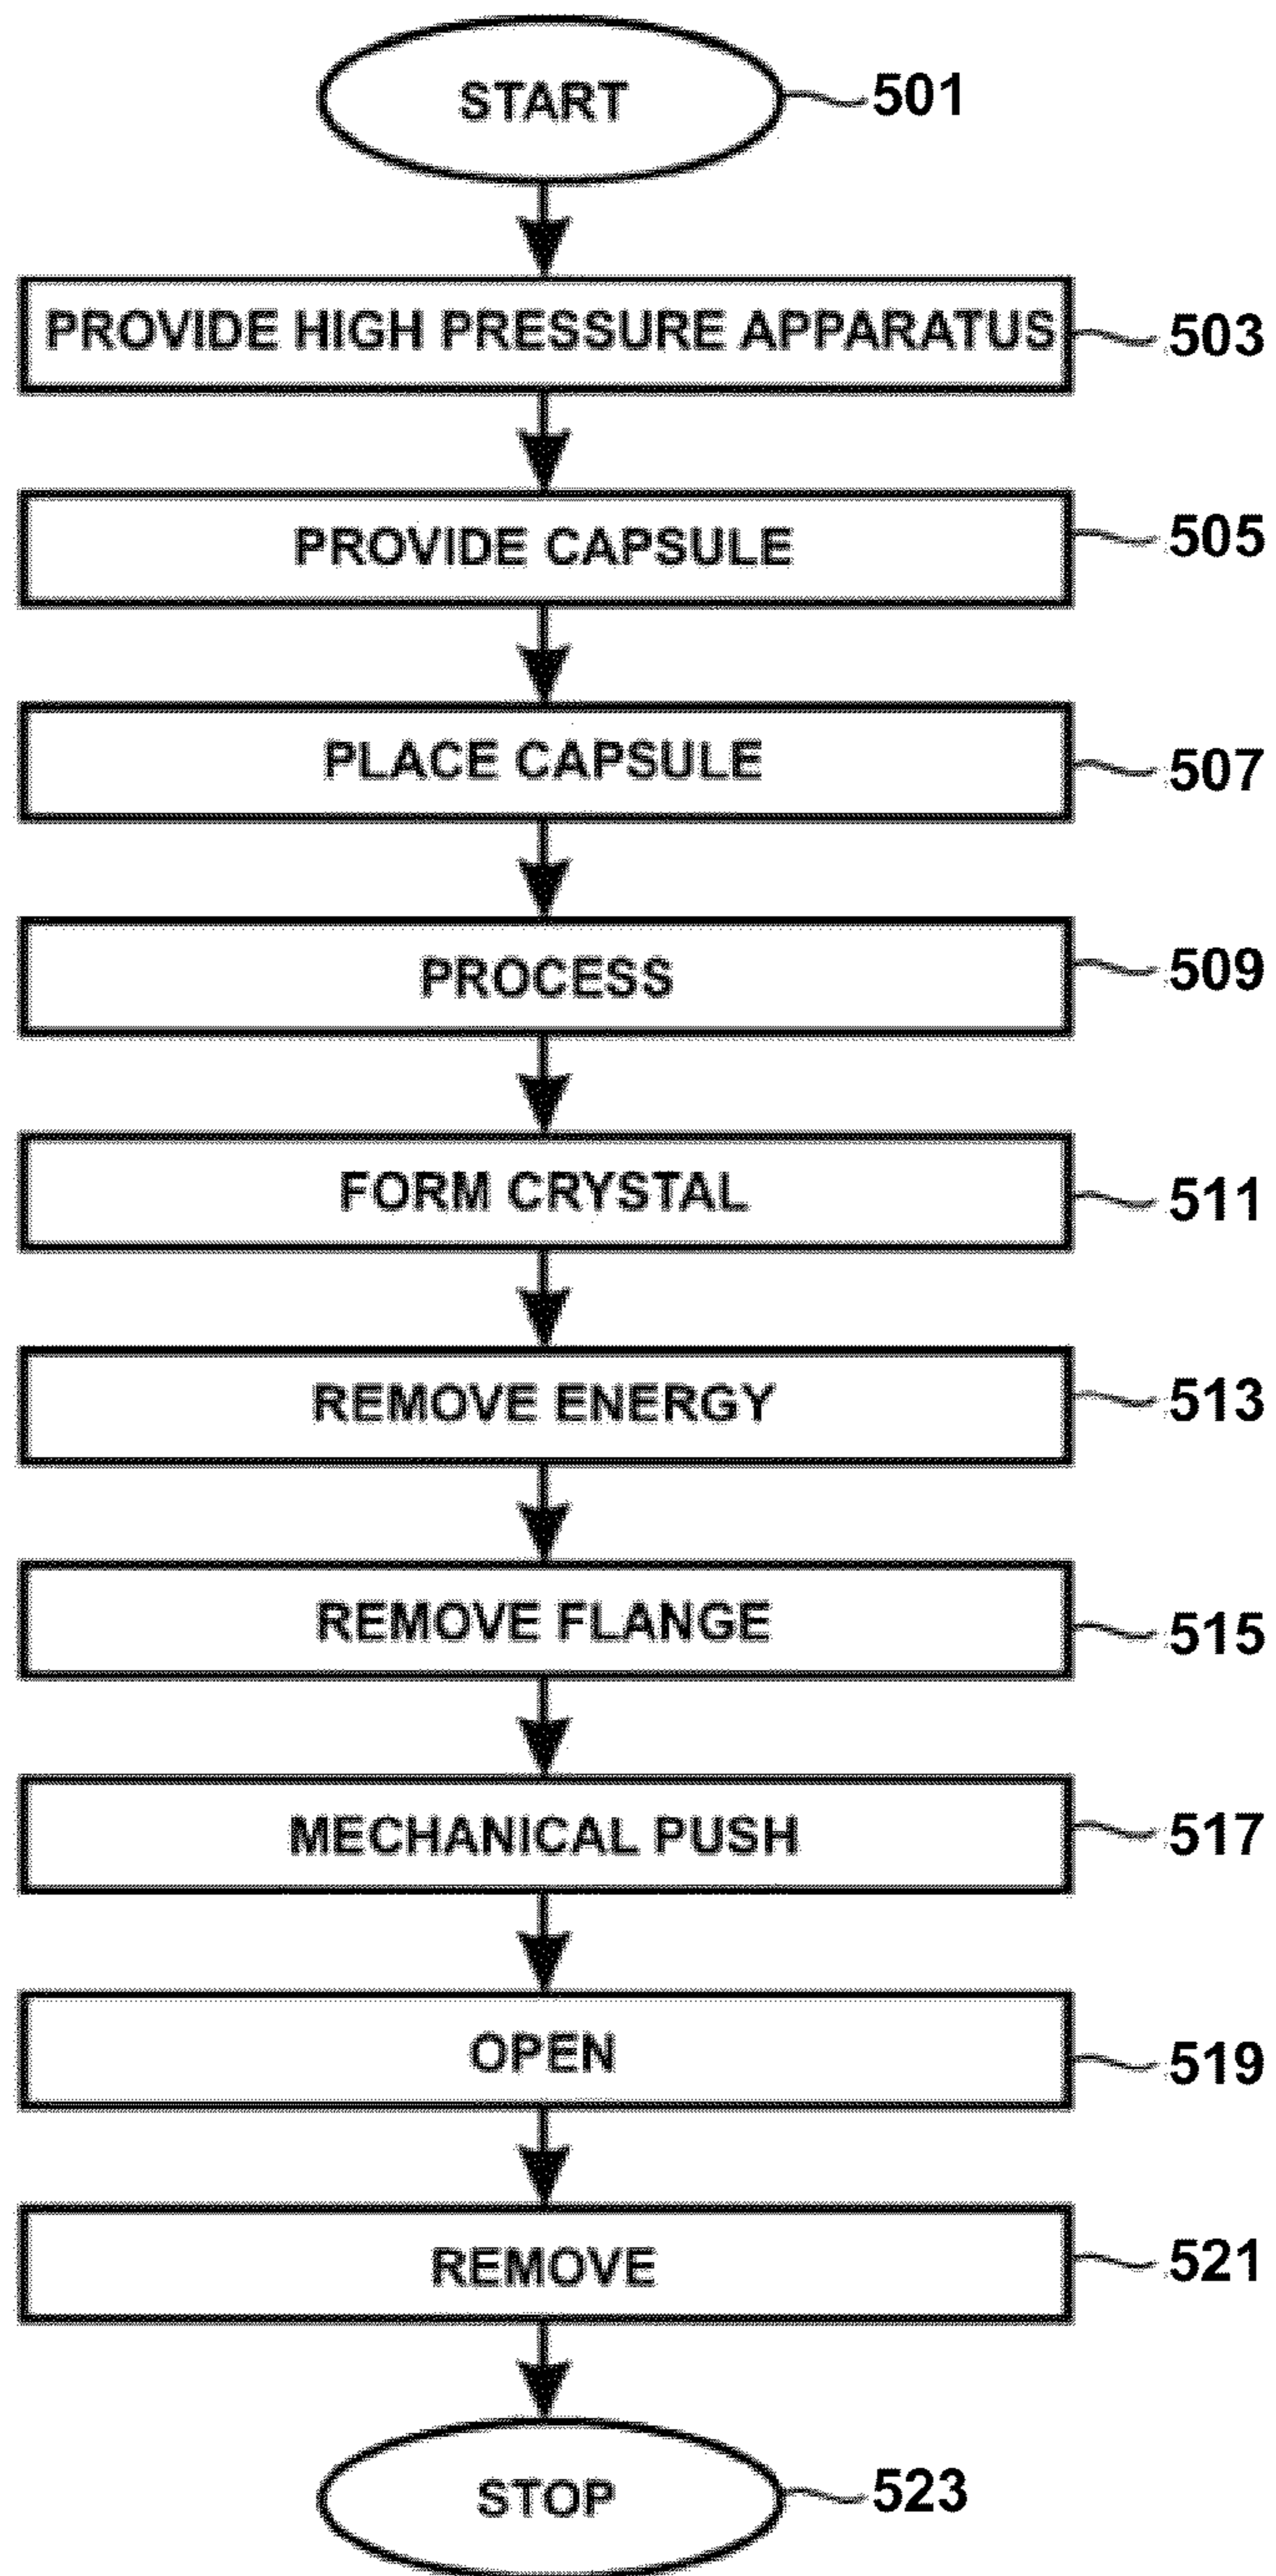 START 501
PROVIDE HIGH PRESSURE APPARATUS 503
PROVIDE CAPSULE 505
PLACE CAPSULE 507
PROCESS 509
FORM CRYSTAL 511
REMOVE ENERGY 513
REMOVE FLANGE 515
MECHANICAL PUSH 517
OPEN 519
REMOVE 521
STOP 523